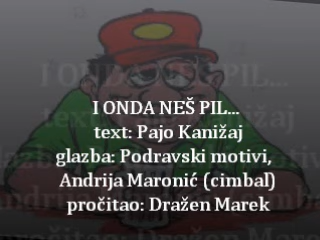 I ONDA NEŠ PIL...
text: Pajo Kanižaj
glazba: Podravski motivi,
Andrija Maronić (cimbal)
pročitao: Dražen Marek